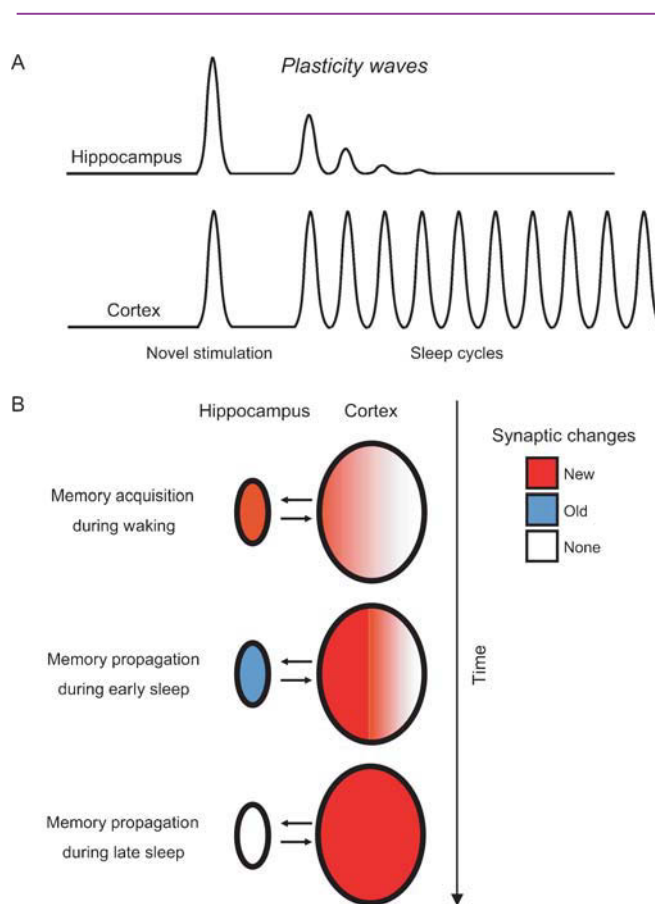 A
Plasticity waves
Hippocampus
Cortex
Novel stimulation
Sleep cycles
B
Hippocampus
Cortex
Synaptic changes
New
Old
None
Memory acquisition
during waking
Memory propagation
during early sleep
Memory propagation
during late sleep
Time